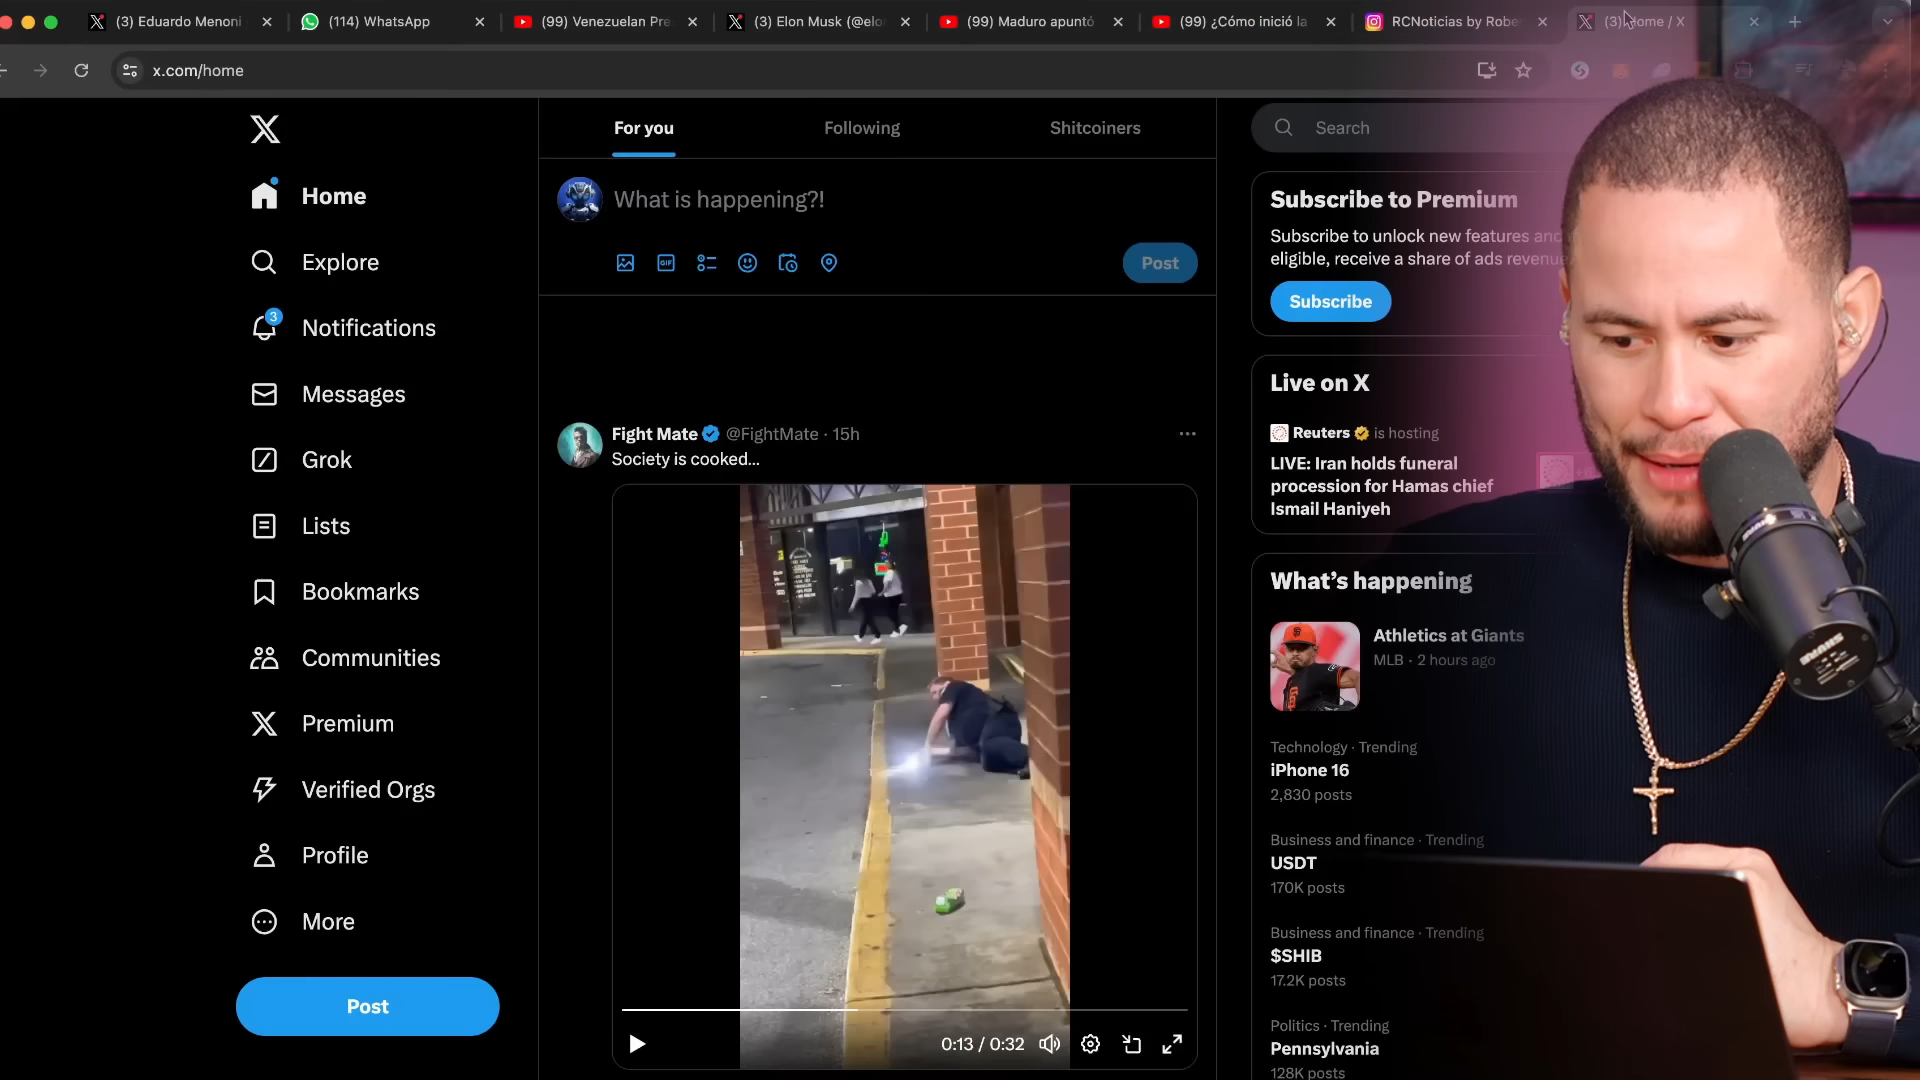 (3) Eduardo Menoni
(114) WhatsApp
(99) Venezuelan Pre
(3) Elon Musk (@elo
(99) Maduro apuntó
(99) ¿Cómo inició la
RCNoticias by Robe
(3) Home / X
x.com/home
For you
Following
Shitcoiners
Search
Home
Explore
3
Notifications
Messages
Grok
Lists
Bookmarks
Communities
Premium
Verified Orgs
Profile
More
Post
What is happening?!
GIF
Post
Fight Mate @FightMate · 15h
Society is cooked...
0:13 / 0:32
Subscribe to Premium
Subscribe to unlock new features and
eligible, receive a share of ads revenue
Subscribe
Live on X
Reuters is hosting
LIVE: Iran holds funeral
procession for Hamas chief
Ismail Haniyeh
What's happening
Athletics at Giants
MLB · 2 hours ago
Technology · Trending
iPhone 16
2,830 posts
Business and finance · Trending
USDT
170K posts
Business and finance · Trending
$SHIB
17.2K posts
Politics · Trending
Pennsylvania
128K posts
SHURE